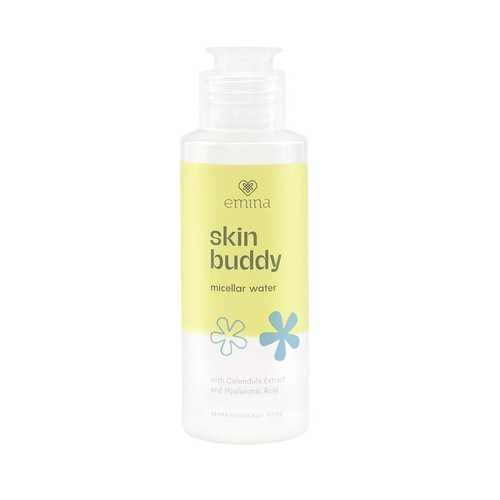 emina
skin
buddy
micellar water
with Calendula Extract
and Hyaluronic Acid
DERMATOLOGICALLY TESTED